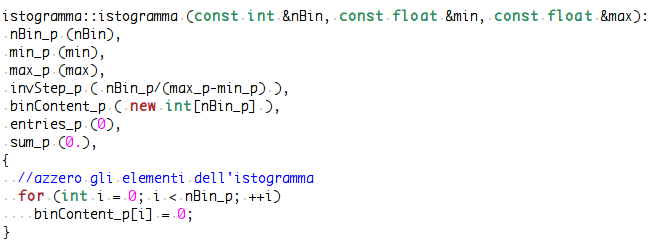 istogramma::istogramma (const int &nBin, const float &min, const float &max):
nBin_p (nBin),
min_p (min),
max_p (max),
invStep_p ( nBin_p/(max_p-min_p) ),
binContent_p ( new int[nBin_p] ),
entries_p (0),
sum_p (0.),
{
//azzero gli elementi dell'istogramma
for (int i = 0; i < nBin_p; ++i)
binContent_p[i] = 0;
}